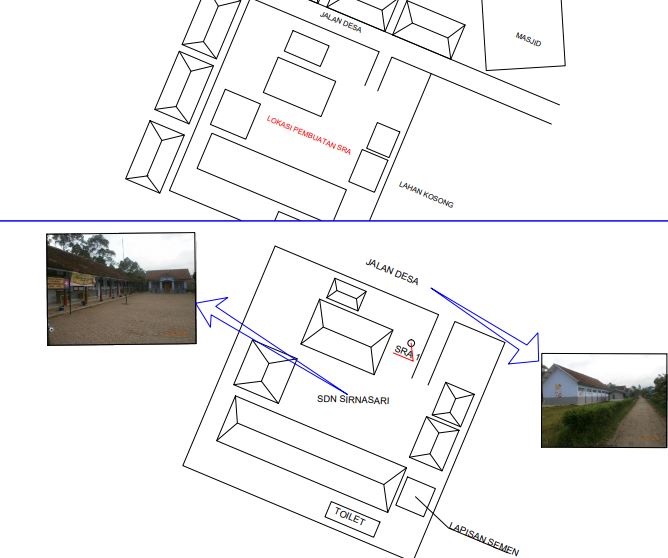 JALAN DESA
MASJID
LOKASI PEMBUATAN SRA
LAHAN KOSONG
JALAN DESA
SRA 1
SDN SIRNASARI
TOILET
LAPISAN SEMEN